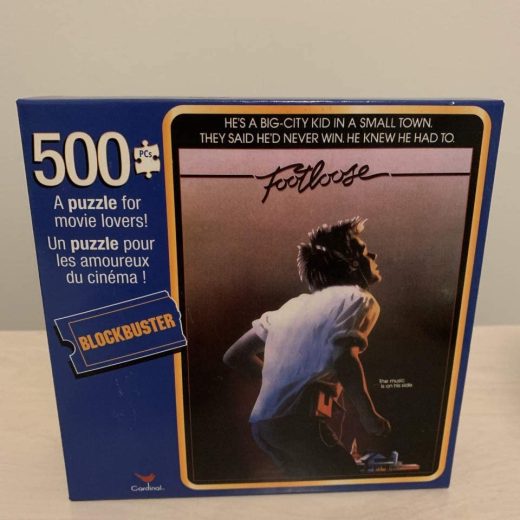 500 PCs
A puzzle for
movie lovers!
Un puzzle pour
les amoureux
du cinéma !
BLOCKBUSTER
Cardinal
HE'S A BIG-CITY KID IN A SMALL TOWN.
THEY SAID HE'D NEVER WIN. HE KNEW HE HAD TO.
Footloose
the music
is on his side